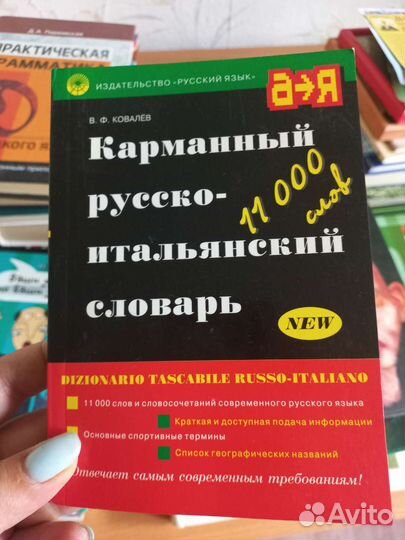 Д.А. Парновская
ПРАКТИЧЕСКАЯ
ИЗДАТЕЛЬСТВО «РУССКИЙ ЯЗЫК»
а→я
В. Ф. КОВАЛЁВ
Карманный
русско-
итальянский
словарь
11 000
слов
NEW
DIZIONARIO TASCABILE RUSSO-ITALIANO
11 000 слов и словосочетаний современного русского языка
Краткая и доступная подача информации
Основные спортивные термины
Список географических названий
Отвечает самым современным требованиям!
Avito